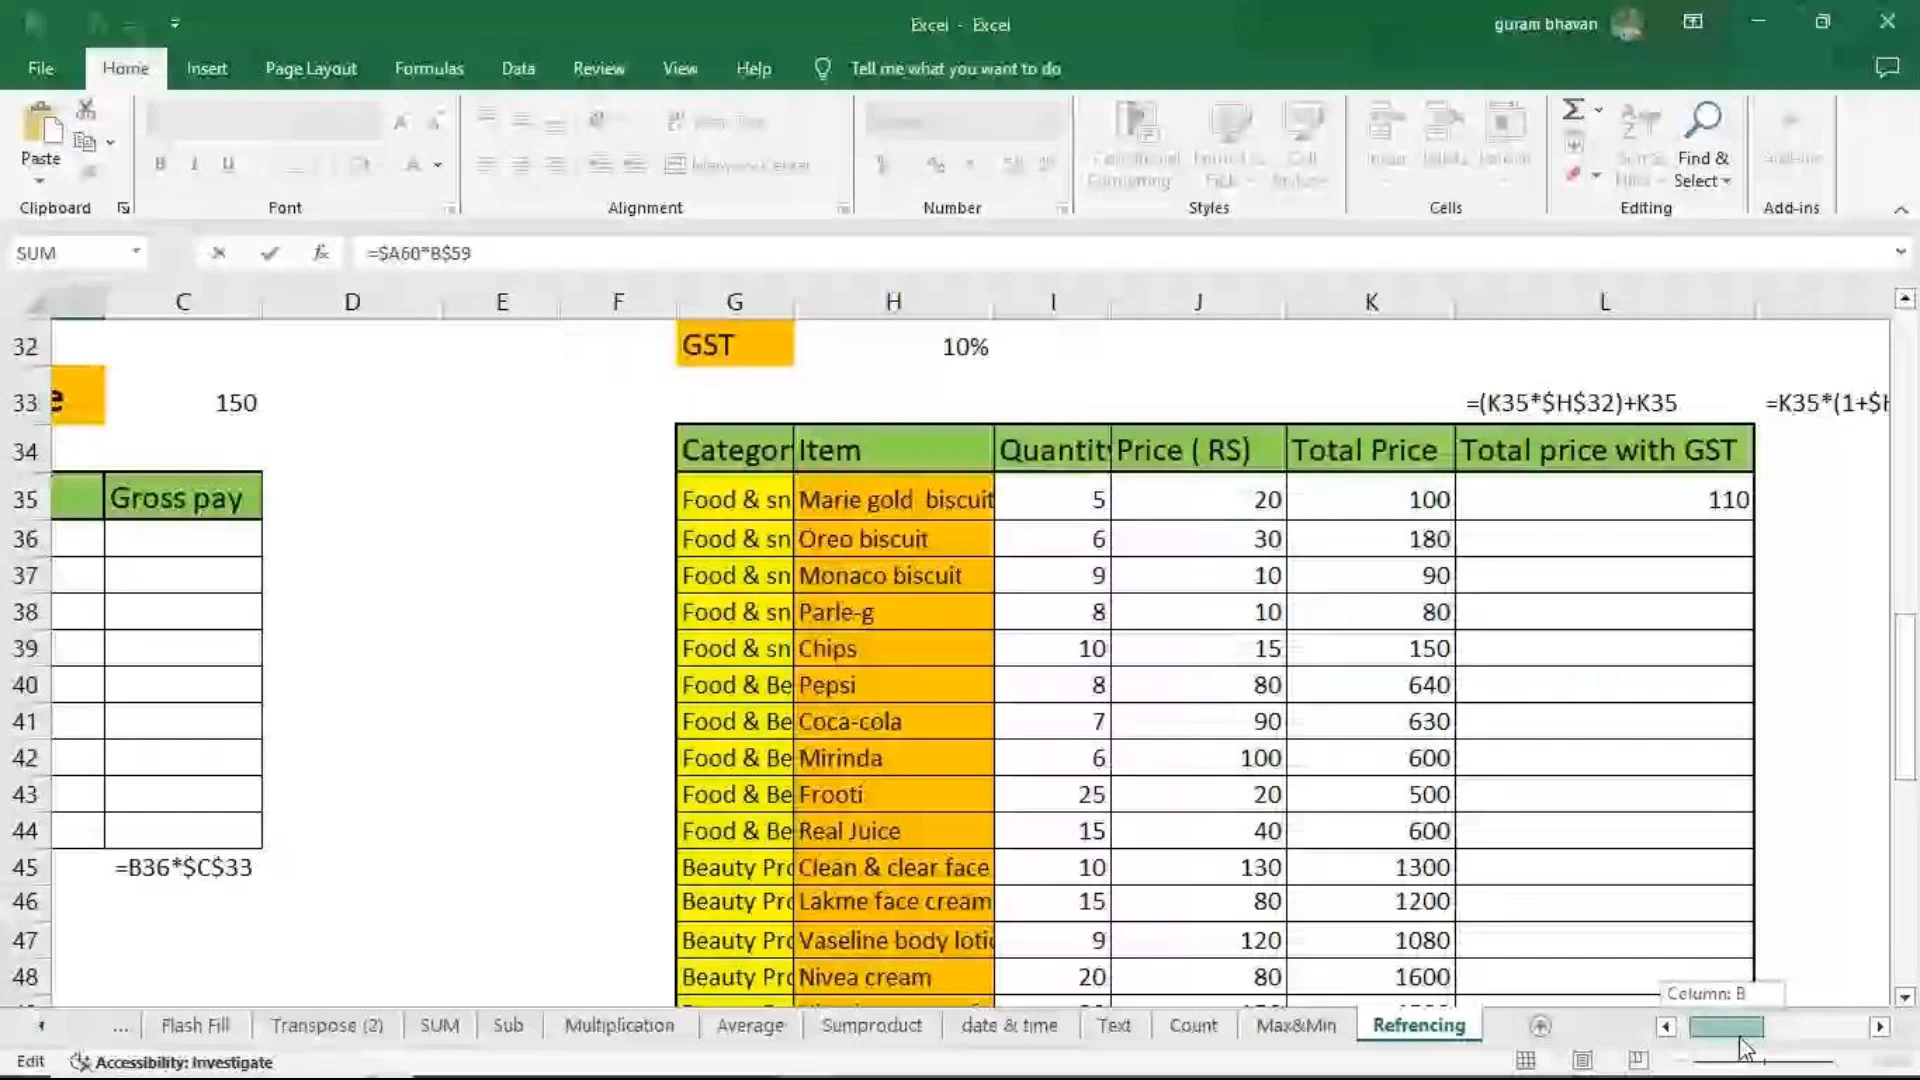 Excel - Excel
guram bhavan
File Home Insert Page Layout Formulas Data Review View Help Tell me what you want to do
Paste
Find &
Select
Clipboard Font Alignment Number Styles Cells Editing Add-ins
SUM =$A60*B$59
C D E F G H I J K L
32 GST 10%
33 e 150 =(K35*$H$32)+K35 =K35*(1+$H
34 Categor Item Quantity Price ( RS) Total Price Total price with GST
35 Gross pay Food & sn Marie gold biscuit 5 20 100 110
36 Food & sn Oreo biscuit 6 30 180
37 Food & sn Monaco biscuit 9 10 90
38 Food & sn Parle-g 8 10 80
39 Food & sn Chips 10 15 150
40 Food & Be Pepsi 8 80 640
41 Food & Be Coca-cola 7 90 630
42 Food & Be Mirinda 6 100 600
43 Food & Be Frooti 25 20 500
44 Food & Be Real Juice 15 40 600
45 =B36*$C$33 Beauty Pro Clean & clear face 10 130 1300
46 Beauty Pro Lakme face cream 15 80 1200
47 Beauty Pro Vaseline body lotio 9 120 1080
48 Beauty Pro Nivea cream 20 80 1600
Column: B
... Flash Fill Transpose (2) SUM Sub Multiplication Average Sumproduct date & time Text Count Max&Min Refrencing
Edit Accessibility: Investigate